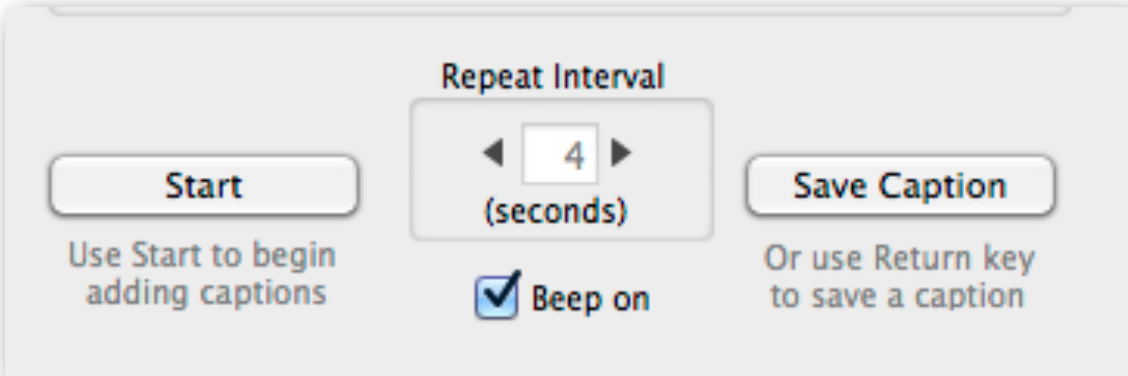 Repeat Interval
4
(seconds)
Beep on
Start
Use Start to begin
adding captions
Save Caption
Or use Return key
to save a caption